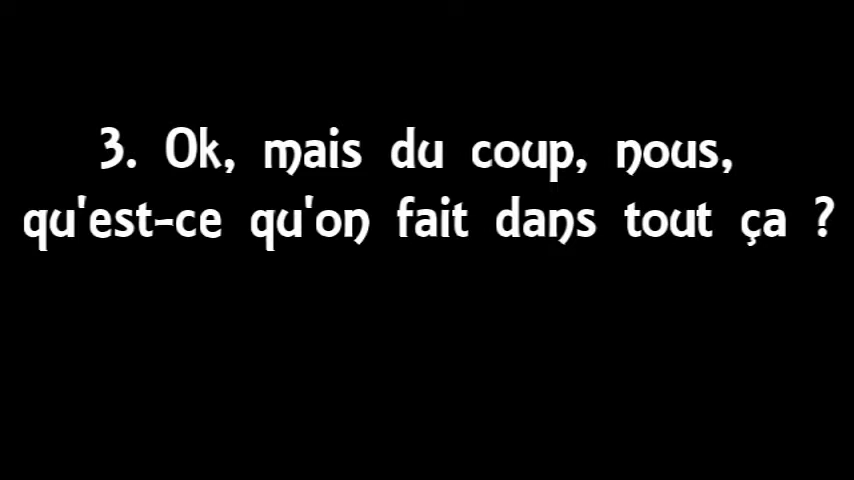 3. Ok, mais du coup, nous,
qu'est-ce qu'on fait dans tout ça ?